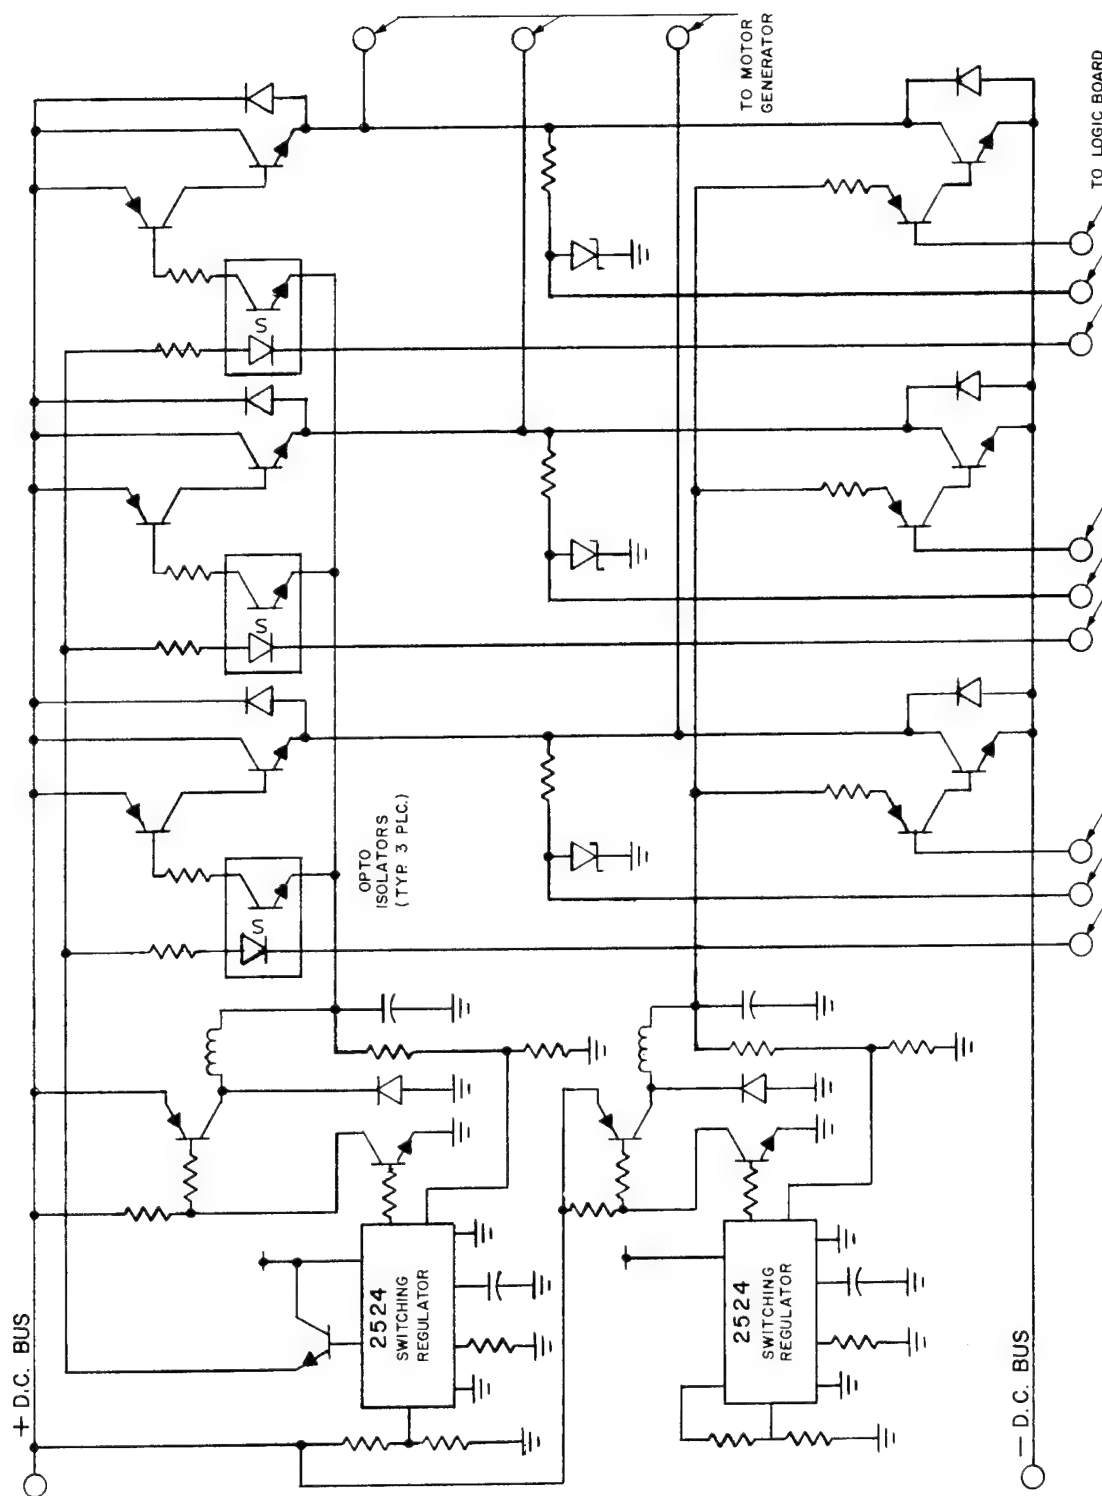 + D.C. BUS
2524
SWITCHING
REGULATOR
OPTO
ISOLATORS
(TYP. 3 PLC.)
S
S
S
TO MOTOR
GENERATOR
2524
SWITCHING
REGULATOR
- D.C. BUS
TO LOGIC BOARD